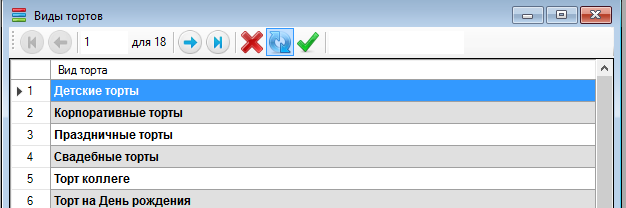 Виды тортов
1 для 18
Вид торта
1 Детские торты
2 Корпоративные торты
3 Праздничные торты
4 Свадебные торты
5 Торт коллеге
6 Торт на День рождения